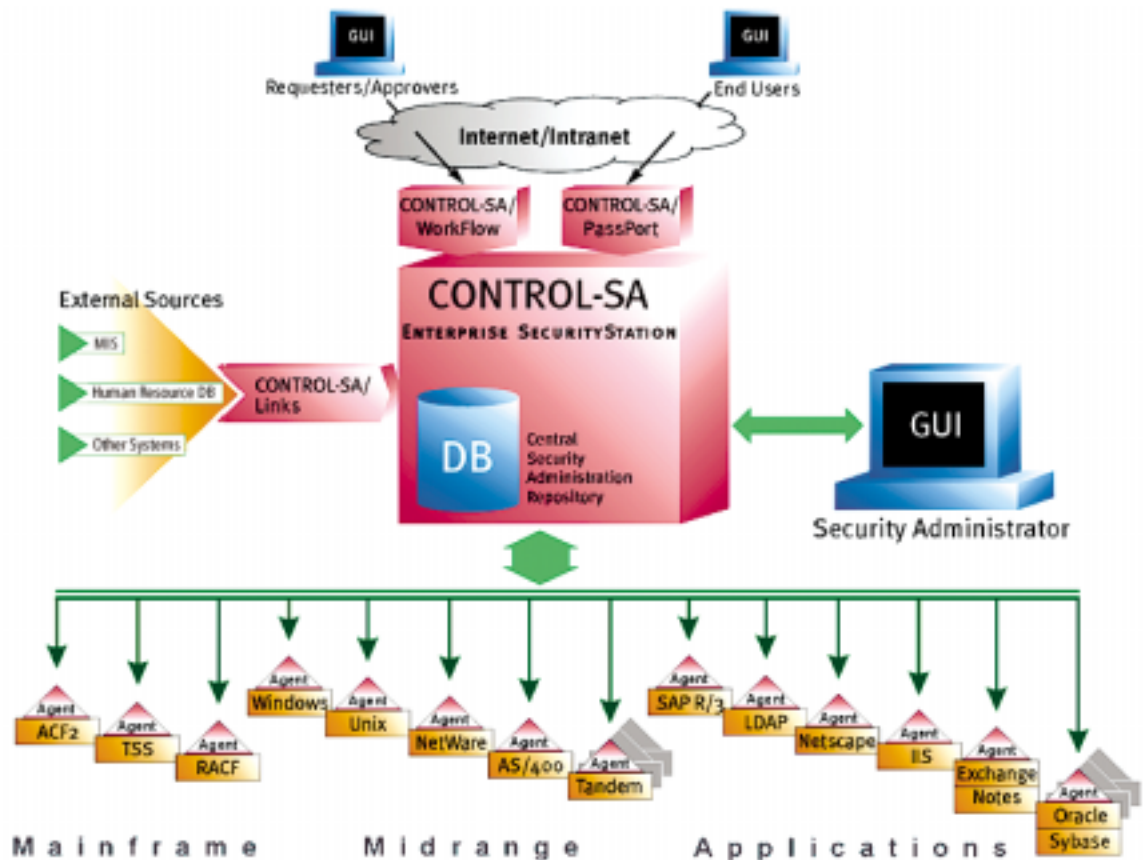 GUI
GUI
Requesters/Approvers
End Users
Internet/Intranet
CONTROL-SA/
WorkFlow
CONTROL-SA/
PassPort
CONTROL-SA
ENTERPRISE SECURITYSTATION
External Sources
MIS
Human Resource DB
Other Systems
CONTROL-SA/
Links
DB
Central
Security
Administration
Repository
GUI
Security Administrator
Agent
ACF2
Agent
TSS
Agent
RACF
Agent
Windows
Agent
Unix
Agent
NetWare
Agent
AS/400
Agent
Tandem
Agent
SAP R/3
Agent
LDAP
Agent
Netscape
Agent
IIS
Agent
Exchange
Notes
Agent
Oracle
Sybase
Mainframe
Midrange
Applications